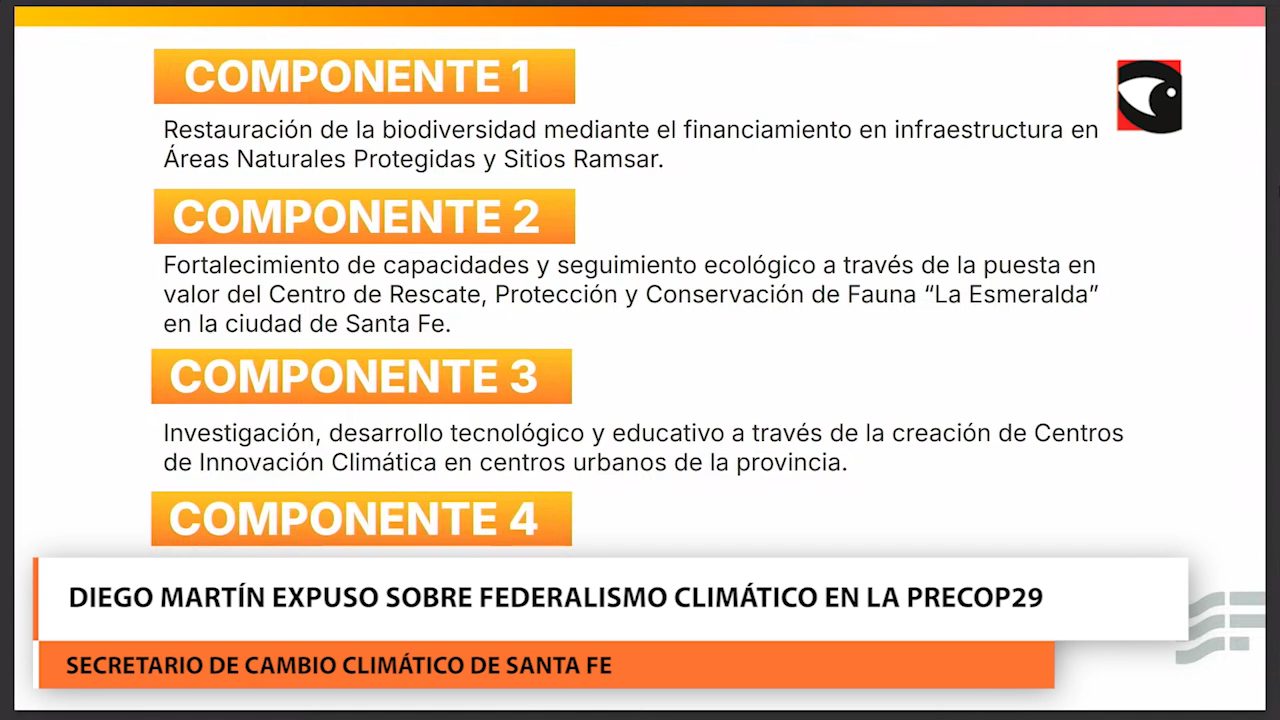 COMPONENTE 1
Restauración de la biodiversidad mediante el financiamiento en infraestructura en
Áreas Naturales Protegidas y Sitios Ramsar.
COMPONENTE 2
Fortalecimiento de capacidades y seguimiento ecológico a través de la puesta en
valor del Centro de Rescate, Protección y Conservación de Fauna “La Esmeralda”
en la ciudad de Santa Fe.
COMPONENTE 3
Investigación, desarrollo tecnológico y educativo a través de la creación de Centros
de Innovación Climática en centros urbanos de la provincia.
COMPONENTE 4
DIEGO MARTÍN EXPUSO SOBRE FEDERALISMO CLIMÁTICO EN LA PRECOP29
SECRETARIO DE CAMBIO CLIMÁTICO DE SANTA FE